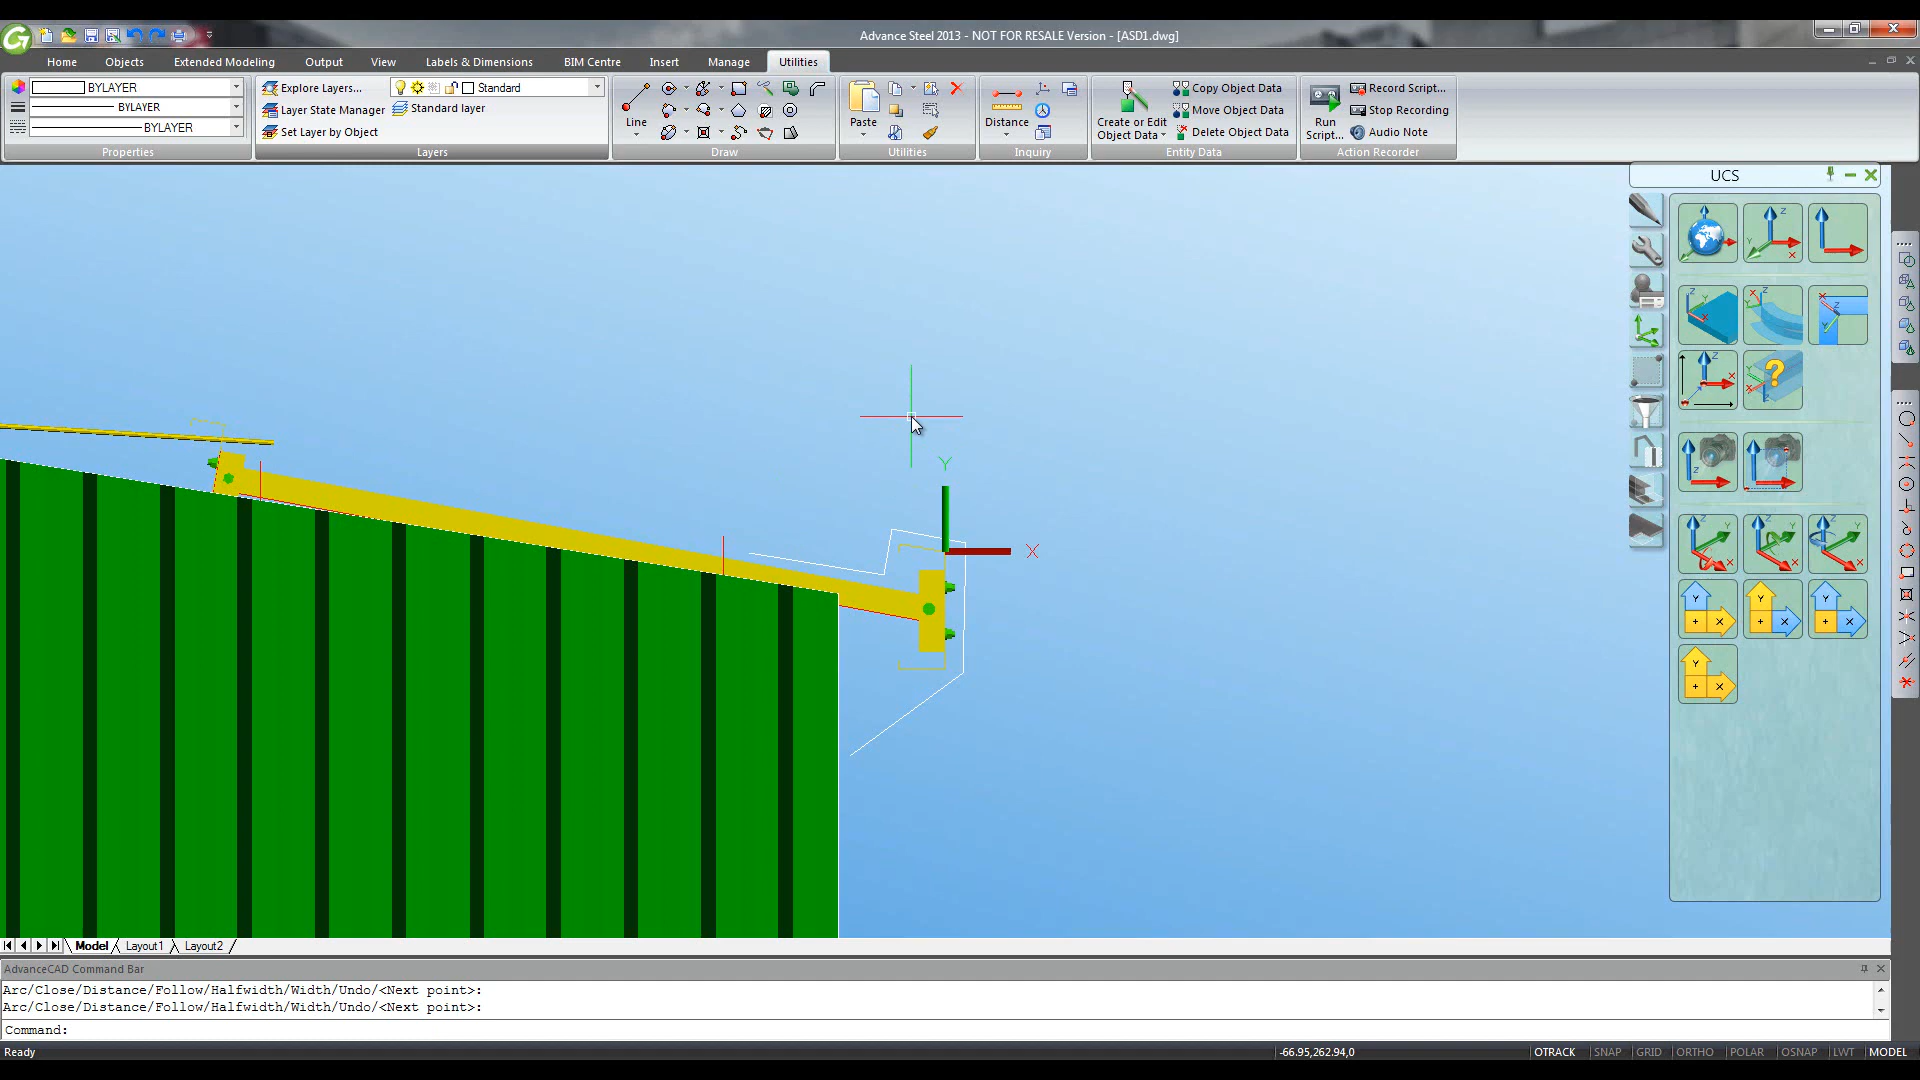 Advance Steel 2013 - NOT FOR RESALE Version - [ASD1.dwg]
Home Objects Extended Modeling Output View Labels & Dimensions BIM Centre Insert Manage Utilities
BYLAYER
BYLAYER
BYLAYER
Properties
Explore Layers...
Standard
Layer State Manager
Standard layer
Set Layer by Object
Layers
Line
Draw
Paste
Utilities
Distance
Inquiry
Create or Edit
Object Data
Copy Object Data
Move Object Data
Delete Object Data
Entity Data
Run
Script...
Record Script...
Stop Recording
Audio Note
Action Recorder
UCS
Y
X
Model Layout1 Layout2
AdvanceCAD Command Bar
Arc/Close/Distance/Follow/Halfwidth/Width/Undo/<Next point>:
Arc/Close/Distance/Follow/Halfwidth/Width/Undo/<Next point>:
Command:
Ready
-66.95,262.94,0
OTRACK SNAP GRID ORTHO POLAR OSNAP LWT MODEL